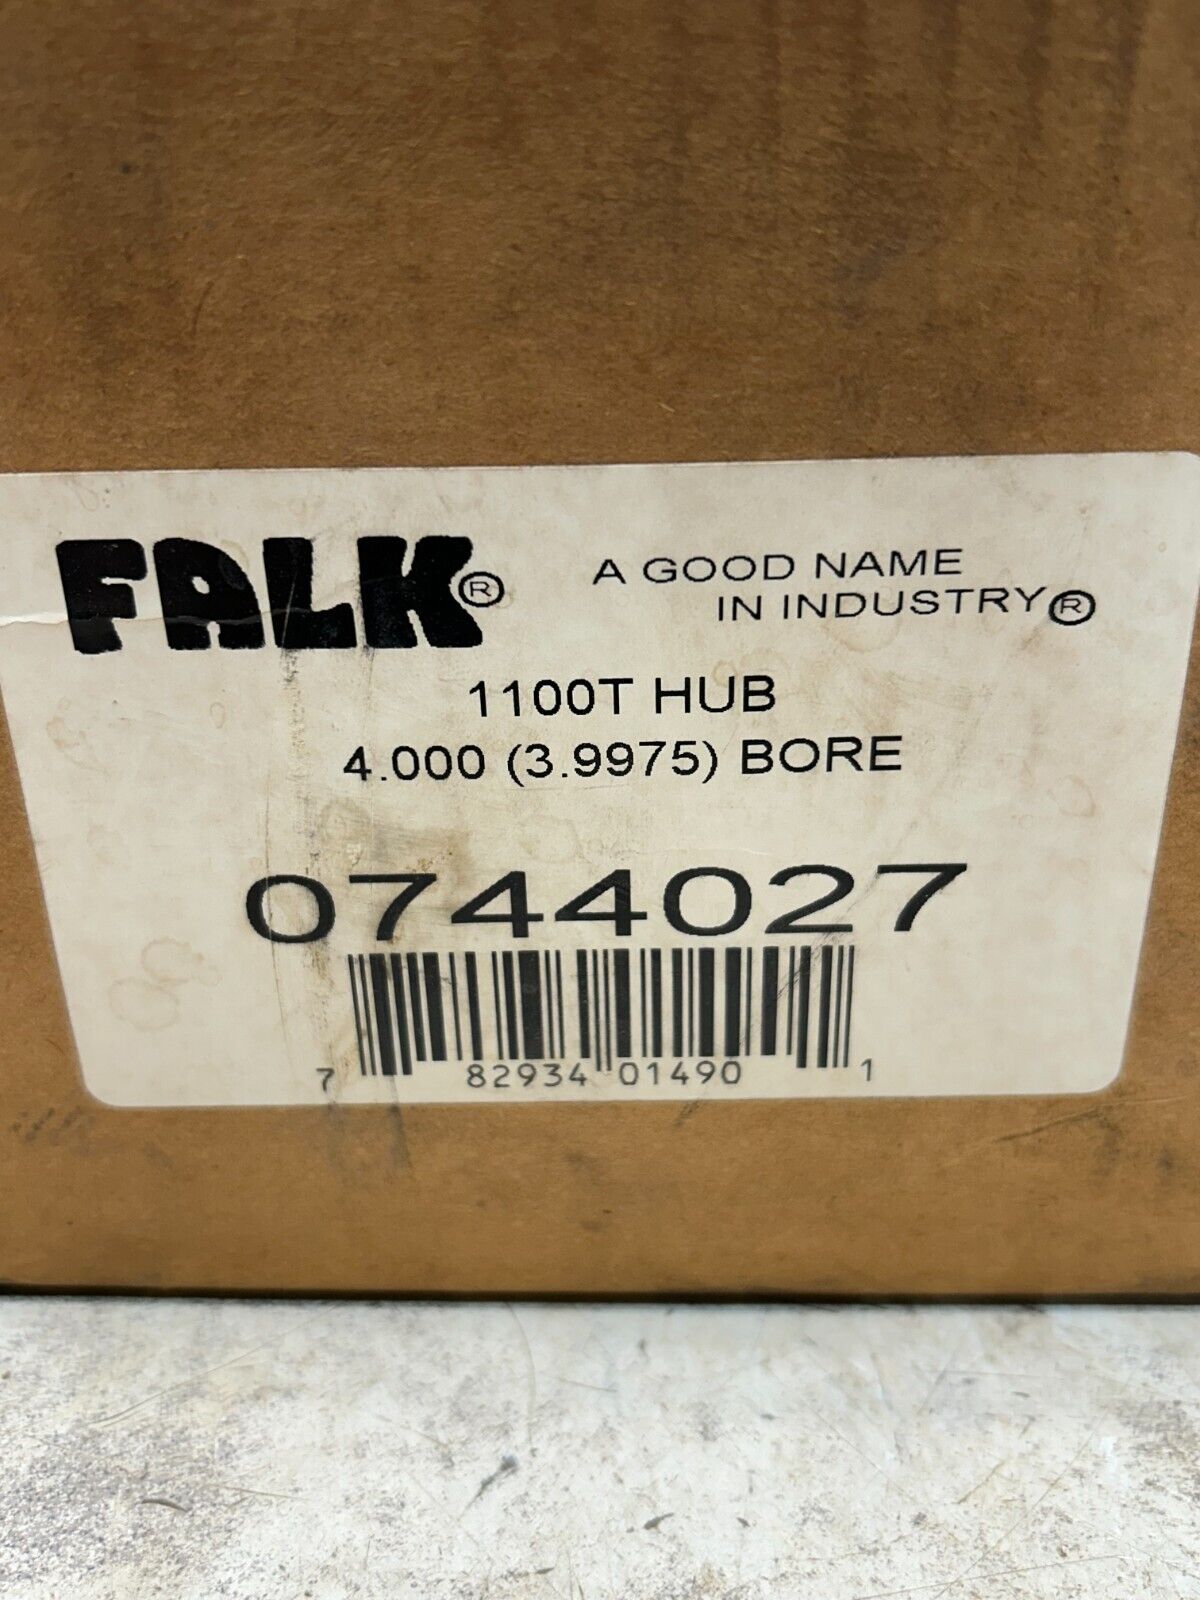 FALK® A GOOD NAME
IN INDUSTRY®
1100T HUB
4.000 (3.9975) BORE
0744027
7 82934 01490 1